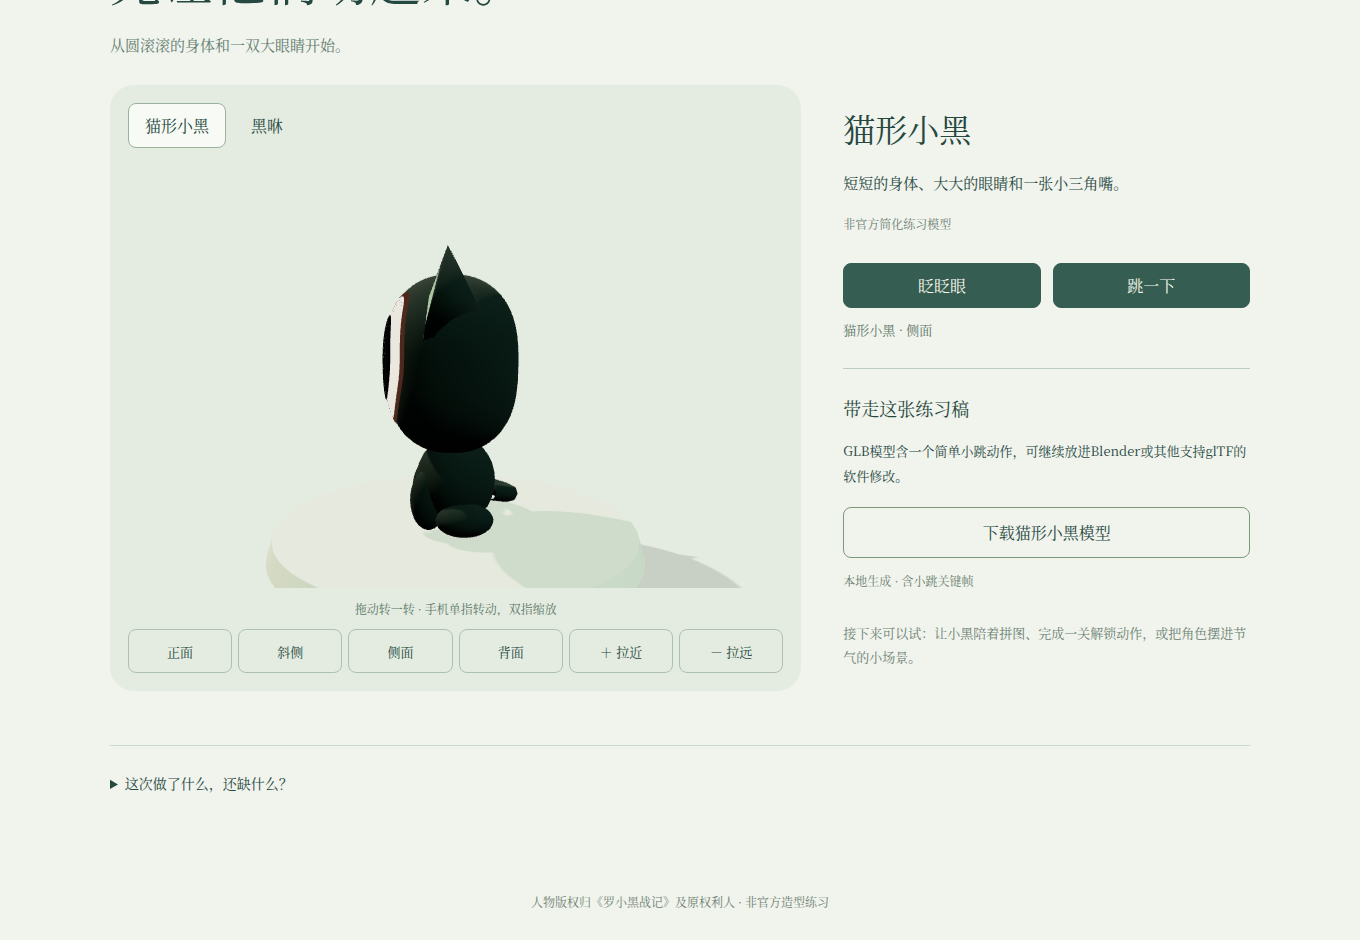 从圆滚滚的身体和一双大眼睛开始。
猫形小黑
黑咻
猫形小黑
短短的身体、大大的眼睛和一张小三角嘴。
非官方简化练习模型
眨眨眼
跳一下
猫形小黑 · 侧面
带走这张练习稿
GLB模型含一个简单小跳动作，可继续放进Blender或其他支持glTF的
软件修改。
下载猫形小黑模型
本地生成 · 含小跳关键帧
接下来可以试：让小黑陪着拼图、完成一关解锁动作，或把角色摆进节
气的小场景。
拖动转一转 · 手机单指转动，双指缩放
正面
斜侧
侧面
背面
＋ 拉近
－ 拉远
▶ 这次做了什么，还缺什么？
人物版权归《罗小黑战记》及原权利人 · 非官方造型练习